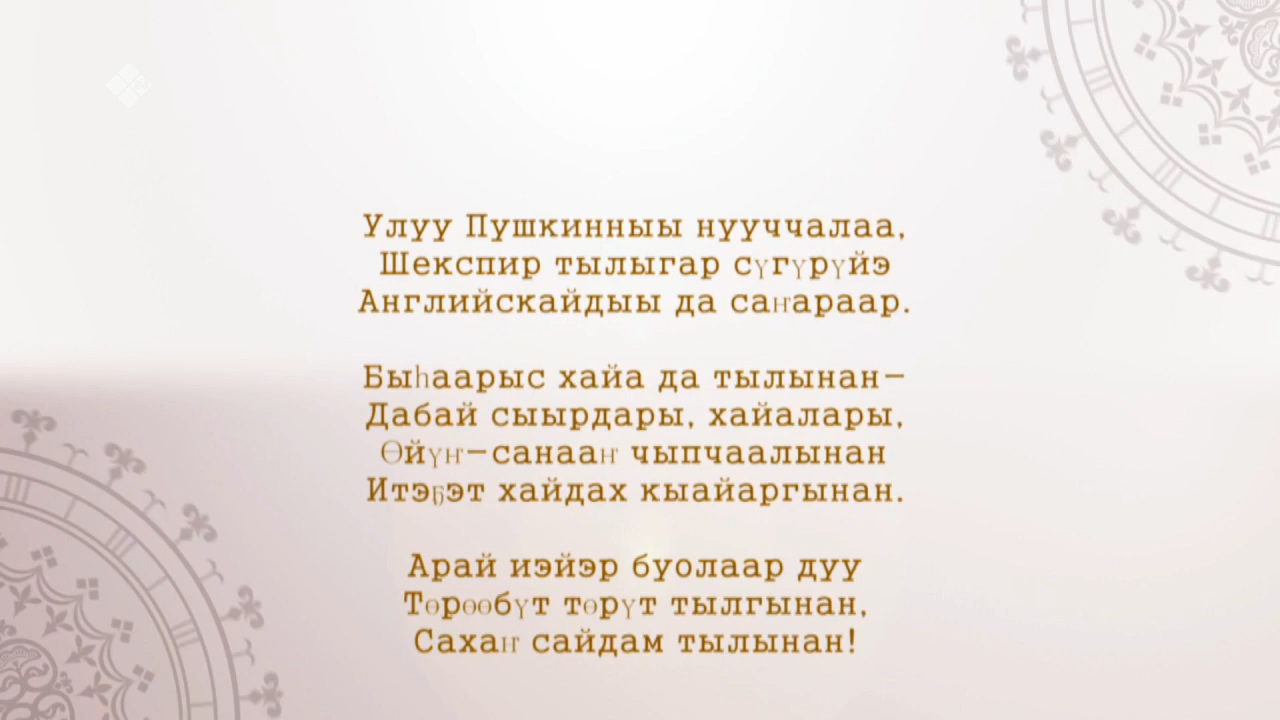 Улуу Пушкинныы нууччалаа,
Шекспир тылыгар сүгүрүйэ
Английскайдыы да саҥараар.
Быһаарыс хайа да тылынан–
Дабай сыырдары, хайалары,
Өйүҥ–санааҥ чыпчаалынан
Итэҕэт хайдах кыайаргынан.
Арай иэйэр буолаар дуу
Төрөөбүт төрүт тылгынан,
Сахаҥ сайдам тылынан!